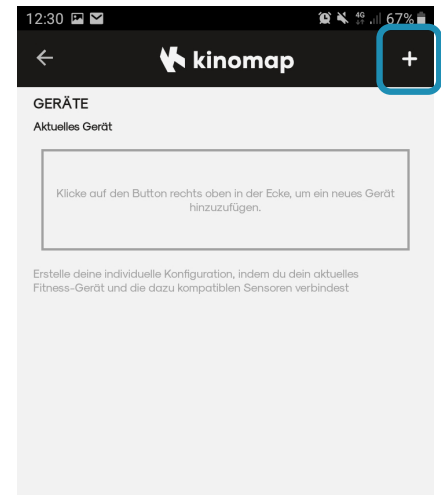 12:30 4G 67%
kinomap +
GERÄTE
Aktuelles Gerät
Klicke auf den Button rechts oben in der Ecke, um ein neues Gerät
hinzuzufügen.
Erstelle deine individuelle Konfiguration, indem du dein aktuelles
Fitness-Gerät und die dazu kompatiblen Sensoren verbindest